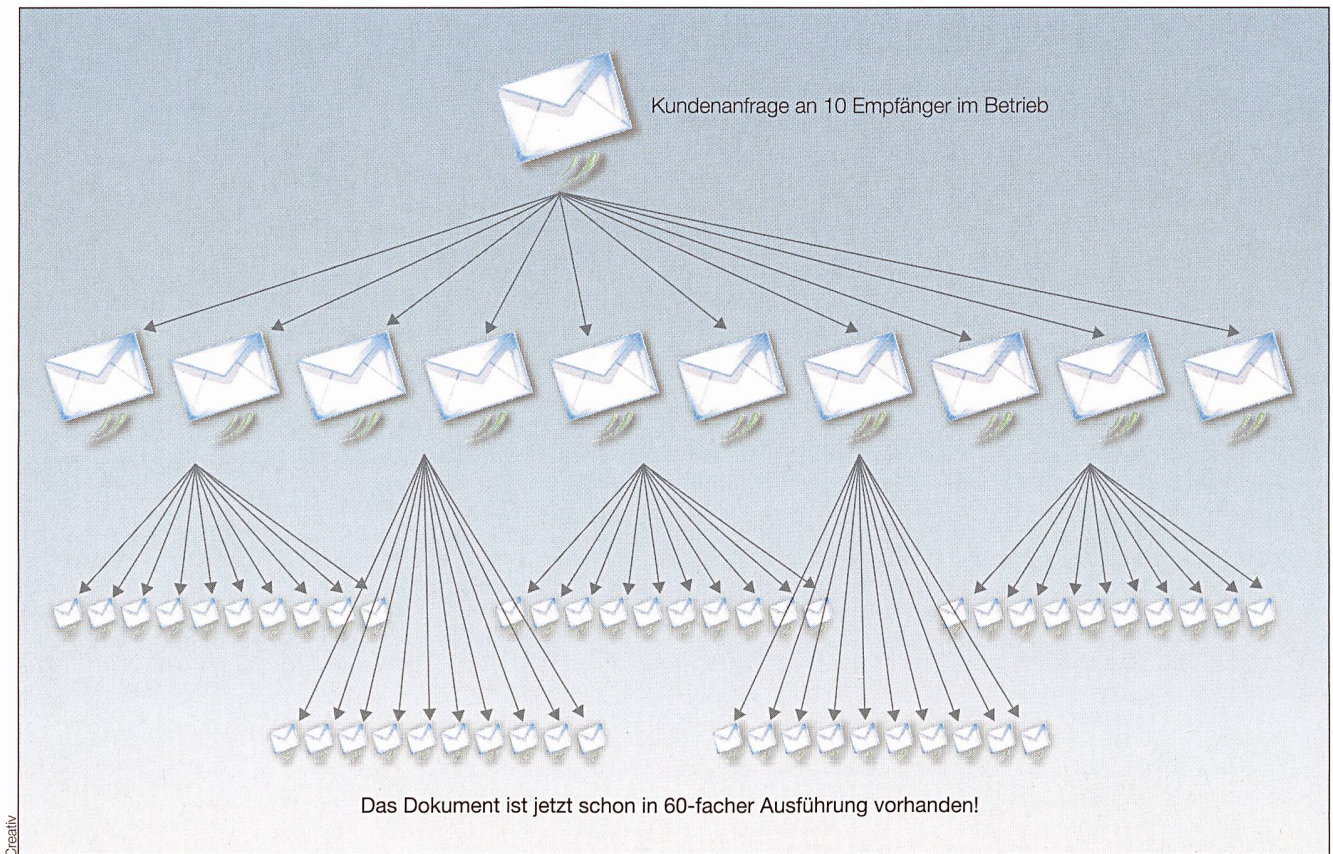 Kundenanfrage an 10 Empfänger im Betrieb
Das Dokument ist jetzt schon in 60-facher Ausführung vorhanden!
Creativ